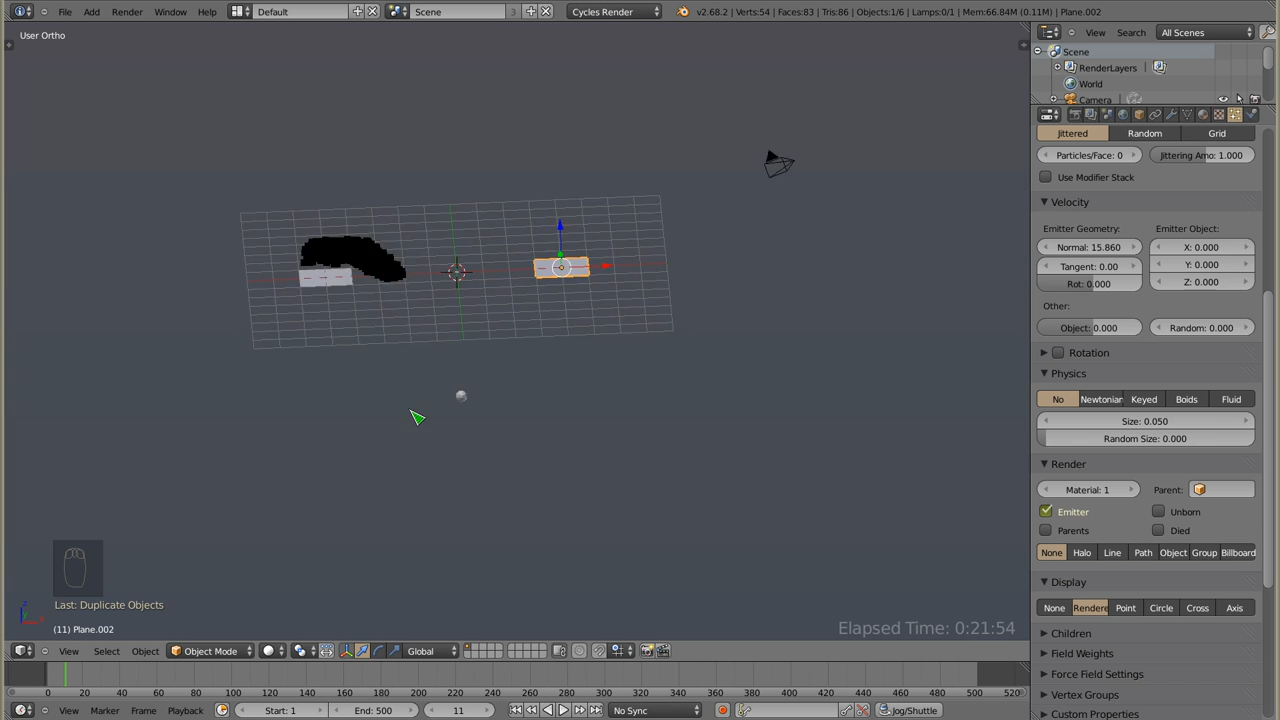 File Add Render Window Help Default Scene 3 Cycles Render v2.68.2 | Verts:54 | Faces:83 | Tris:86 | Objects:1/6 | Lamps:0/1 | Mem:66.84M (0.11M) | Plane.002
User Ortho
View Search All Scenes
Scene
RenderLayers
World
Camera
Jittered Random Grid
Particles/Face: 0 Jittering Amo: 1.000
Use Modifier Stack
Velocity
Emitter Geometry: Emitter Object:
Normal: 15.860 X: 0.000
Tangent: 0.00 Y: 0.000
Rot: 0.000 Z: 0.000
Other:
Object: 0.000 Random: 0.000
Rotation
Physics
No Newtonian Keyed Boids Fluid
Size: 0.050
Random Size: 0.000
Render
Material: 1 Parent:
Emitter Unborn
Parents Died
None Halo Line Path Object Group Billboard
Display
None Rendere Point Circle Cross Axis
Children
Field Weights
Force Field Settings
Vertex Groups
Custom Properties
Last: Duplicate Objects
(11) Plane.002
Elapsed Time: 0:21:54
View Select Object Object Mode Global
0 20 40 60 80 100 120 140 160 180 200 220 240 260 280 300 320 340 360 380 400 420 440 460 480 500 520
View Marker Frame Playback Start: 1 End: 500 11 No Sync Jog/Shuttle